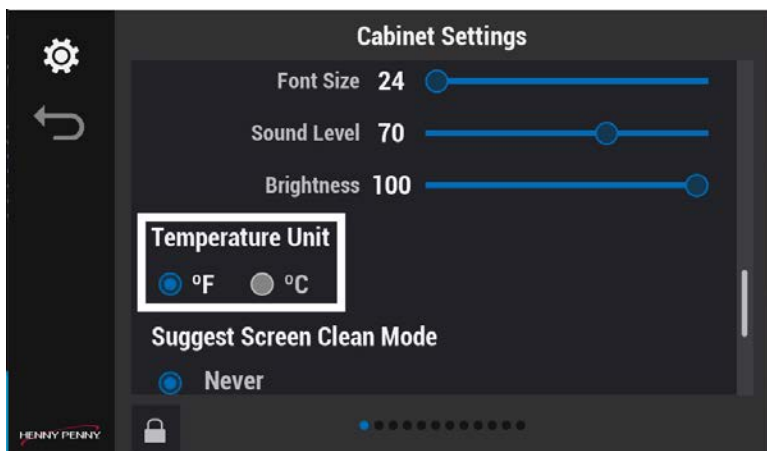 Cabinet Settings
Font Size 24
Sound Level 70
Brightness 100
Temperature Unit
ºF ºC
Suggest Screen Clean Mode
Never
HENNY PENNY